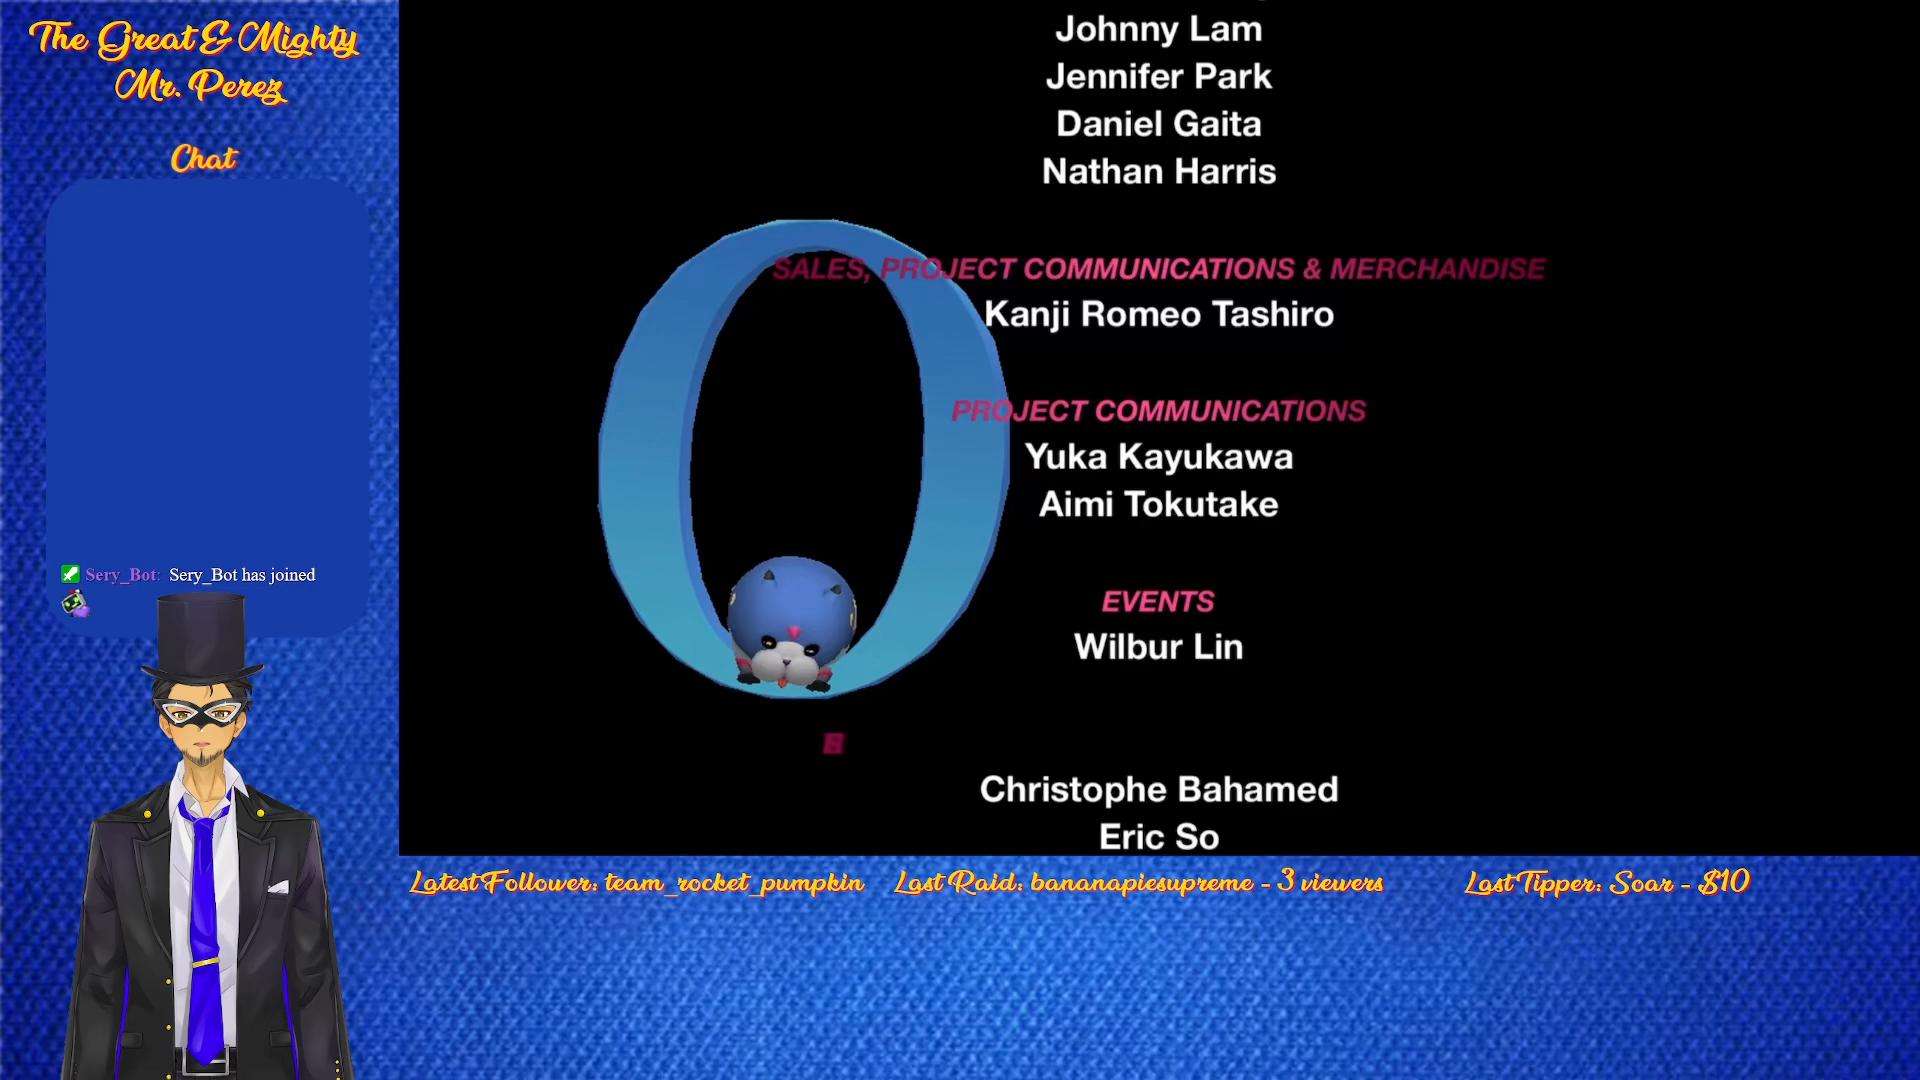 The Great & Mighty
Mr. Perez
Chat
Sery_Bot: Sery_Bot has joined
Johnny Lam
Jennifer Park
Daniel Gaita
Nathan Harris
SALES, PROJECT COMMUNICATIONS & MERCHANDISE
Kanji Romeo Tashiro
PROJECT COMMUNICATIONS
Yuka Kayukawa
Aimi Tokutake
EVENTS
Wilbur Lin
Christophe Bahamed
Eric So
Latest Follower: team_rocket_pumpkin
Last Raid: bananapiesupreme - 3 viewers
Last Tipper: Soar - $10